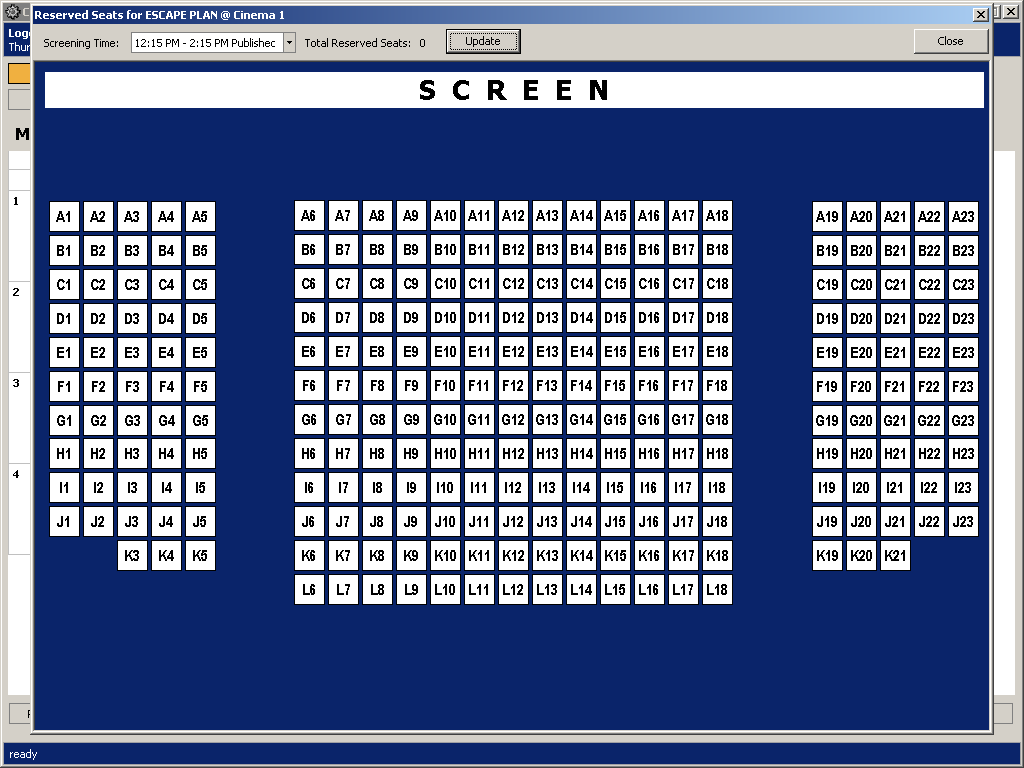 Reserved Seats for ESCAPE PLAN @ Cinema 1
Screening Time: 12:15 PM - 2:15 PM Publishec Total Reserved Seats: 0 Update Close
Thur
M
SCREEN
1
A1 A2 A3 A4 A5 A6 A7 A8 A9 A10 A11 A12 A13 A14 A15 A16 A17 A18 A19 A20 A21 A22 A23
B1 B2 B3 B4 B5 B6 B7 B8 B9 B10 B11 B12 B13 B14 B15 B16 B17 B18 B19 B20 B21 B22 B23
2
C1 C2 C3 C4 C5 C6 C7 C8 C9 C10 C11 C12 C13 C14 C15 C16 C17 C18 C19 C20 C21 C22 C23
D1 D2 D3 D4 D5 D6 D7 D8 D9 D10 D11 D12 D13 D14 D15 D16 D17 D18 D19 D20 D21 D22 D23
E1 E2 E3 E4 E5 E6 E7 E8 E9 E10 E11 E12 E13 E14 E15 E16 E17 E18 E19 E20 E21 E22 E23
3
F1 F2 F3 F4 F5 F6 F7 F8 F9 F10 F11 F12 F13 F14 F15 F16 F17 F18 F19 F20 F21 F22 F23
G1 G2 G3 G4 G5 G6 G7 G8 G9 G10 G11 G12 G13 G14 G15 G16 G17 G18 G19 G20 G21 G22 G23
H1 H2 H3 H4 H5 H6 H7 H8 H9 H10 H11 H12 H13 H14 H15 H16 H17 H18 H19 H20 H21 H22 H23
4
I1 I2 I3 I4 I5 I6 I7 I8 I9 I10 I11 I12 I13 I14 I15 I16 I17 I18 I19 I20 I21 I22 I23
J1 J2 J3 J4 J5 J6 J7 J8 J9 J10 J11 J12 J13 J14 J15 J16 J17 J18 J19 J20 J21 J22 J23
K3 K4 K5 K6 K7 K8 K9 K10 K11 K12 K13 K14 K15 K16 K17 K18 K19 K20 K21
L6 L7 L8 L9 L10 L11 L12 L13 L14 L15 L16 L17 L18
ready